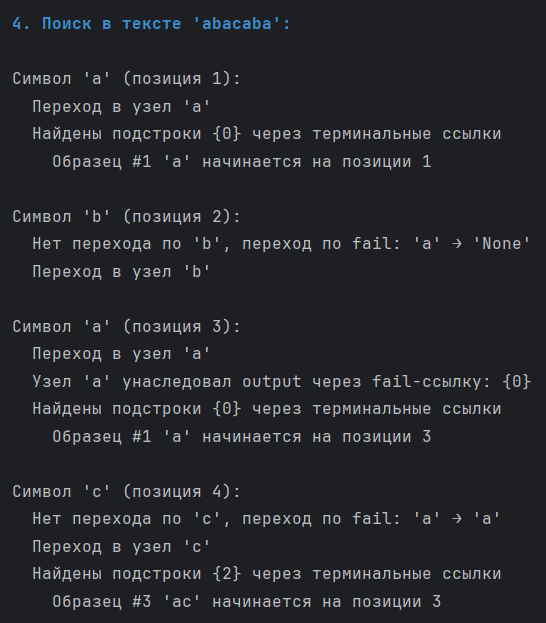 4. Поиск в тексте 'abacaba':
Символ 'a' (позиция 1):
Переход в узел 'a'
Найдены подстроки {0} через терминальные ссылки
Образец #1 'a' начинается на позиции 1
Символ 'b' (позиция 2):
Нет перехода по 'b', переход по fail: 'a' → 'None'
Переход в узел 'b'
Символ 'a' (позиция 3):
Переход в узел 'a'
Узел 'a' унаследовал output через fail-ссылку: {0}
Найдены подстроки {0} через терминальные ссылки
Образец #1 'a' начинается на позиции 3
Символ 'c' (позиция 4):
Нет перехода по 'c', переход по fail: 'a' → 'a'
Переход в узел 'c'
Найдены подстроки {2} через терминальные ссылки
Образец #3 'ac' начинается на позиции 3